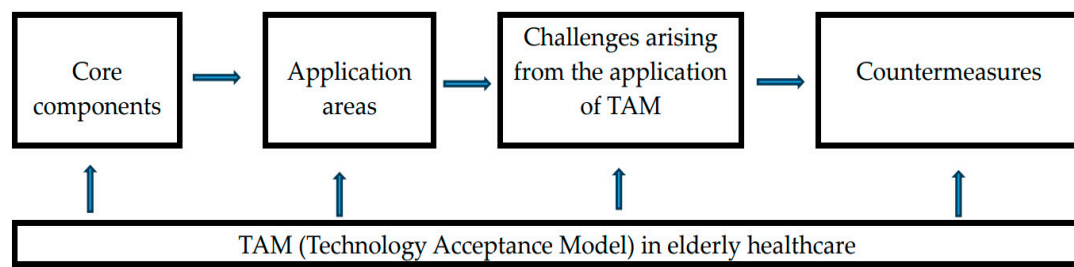 Core
components
Application
areas
Challenges arising
from the application
of TAM
Countermeasures
TAM (Technology Acceptance Model) in elderly healthcare